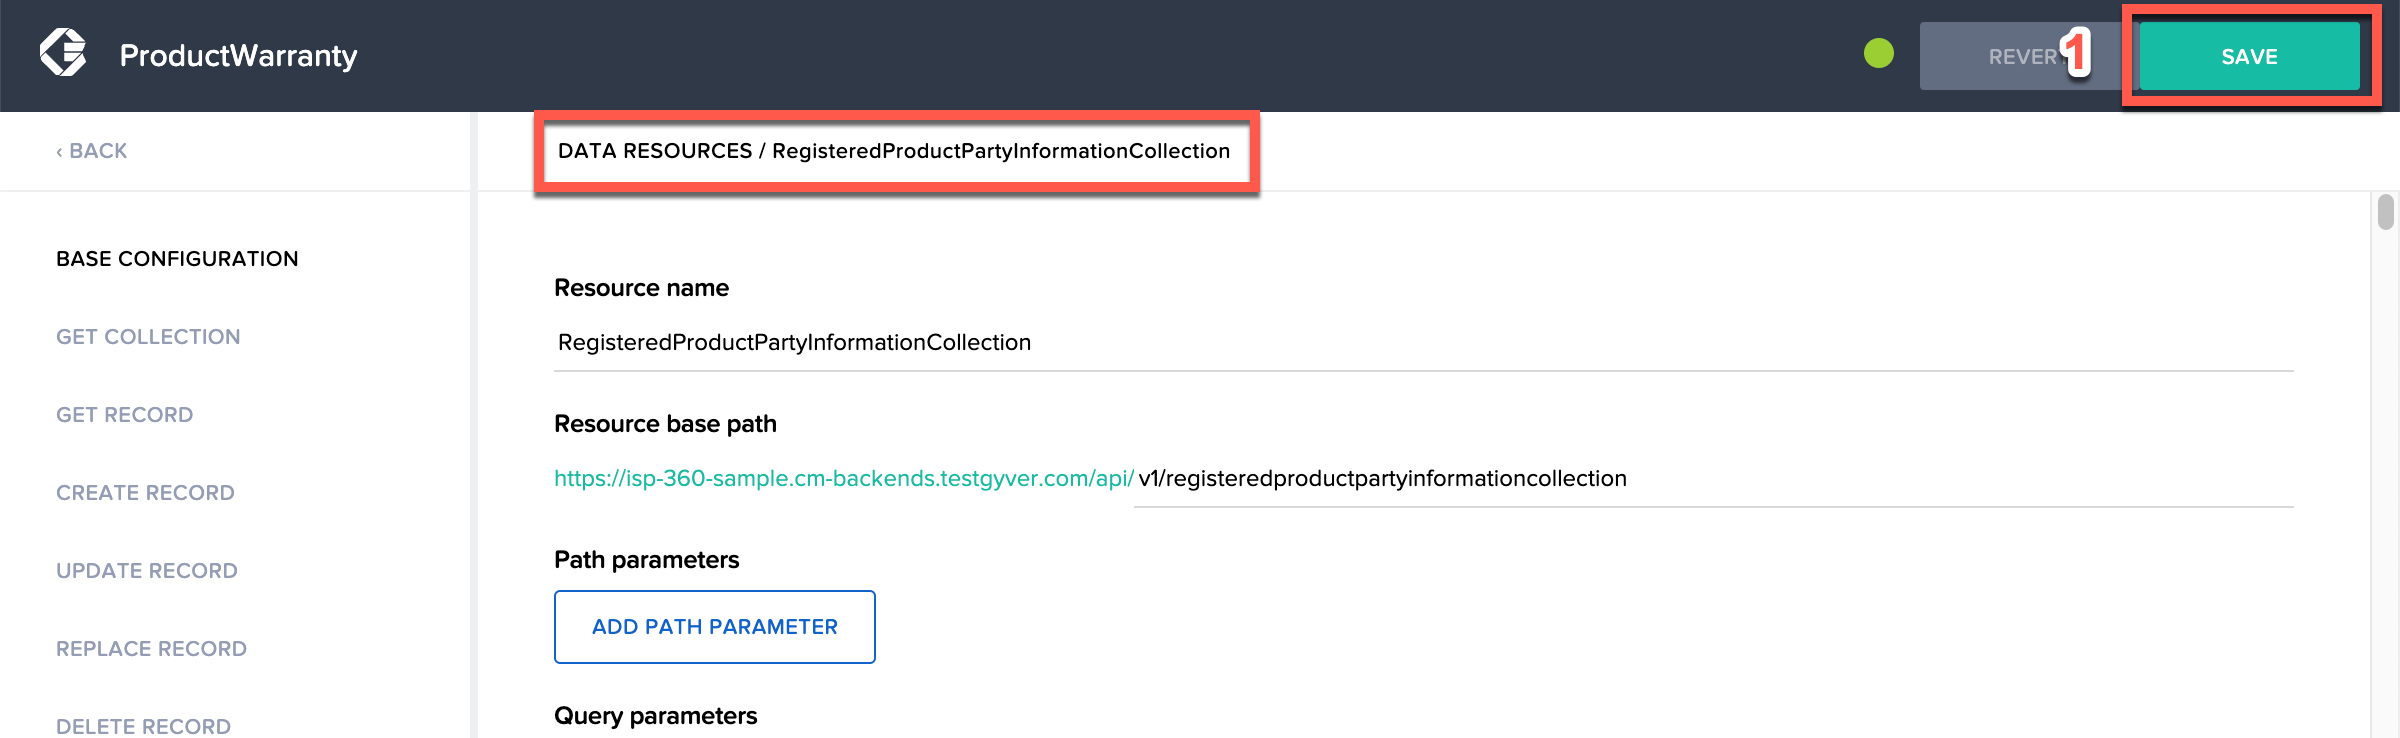 ProductWarranty
REVERT
1
SAVE
‹ BACK
DATA RESOURCES / RegisteredProductPartyInformationCollection
BASE CONFIGURATION
GET COLLECTION
GET RECORD
CREATE RECORD
UPDATE RECORD
REPLACE RECORD
DELETE RECORD
Resource name
RegisteredProductPartyInformationCollection
Resource base path
https://isp-360-sample.cm-backends.testgyver.com/api/ v1/registeredproductpartyinformationcollection
Path parameters
ADD PATH PARAMETER
Query parameters